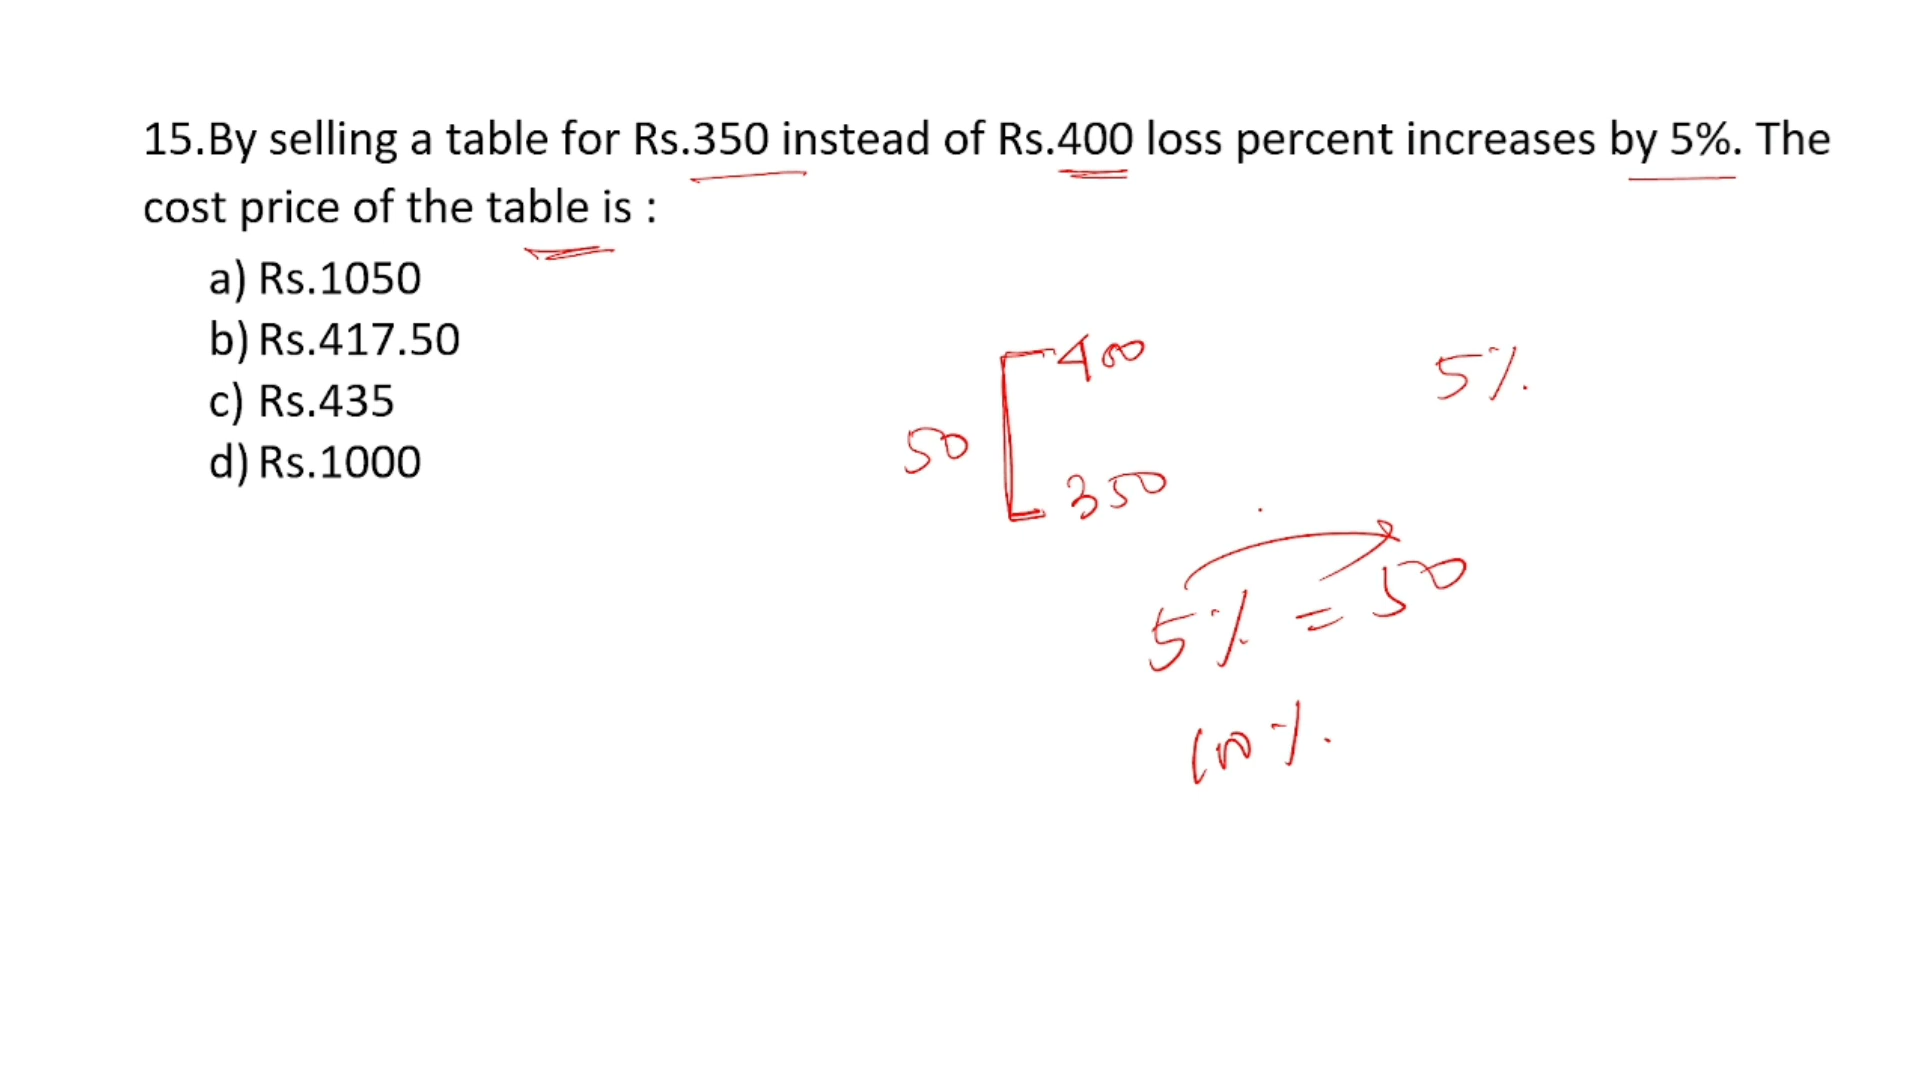 15.By selling a table for Rs.350 instead of Rs.400 loss percent increases by 5%. The
cost price of the table is :
a) Rs.1050
b) Rs.417.50
c) Rs.435
d) Rs.1000
400
5%
50
350
5% = 50
100%.